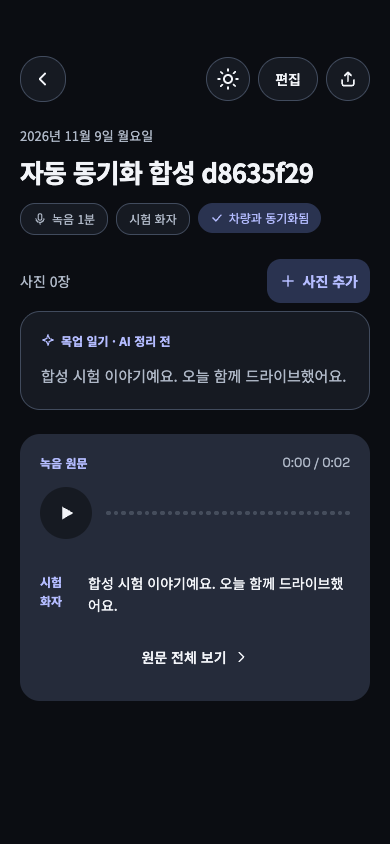 편집
2026년 11월 9일 월요일
자동 동기화 합성 d8635f29
녹음 1분
시험 화자
차량과 동기화됨
사진 0장
사진 추가
목업 일기 · AI 정리 전
합성 시험 이야기예요. 오늘 함께 드라이브했어요.
녹음 원문
0:00 / 0:02
시험
화자
합성 시험 이야기예요. 오늘 함께 드라이브했
어요.
원문 전체 보기